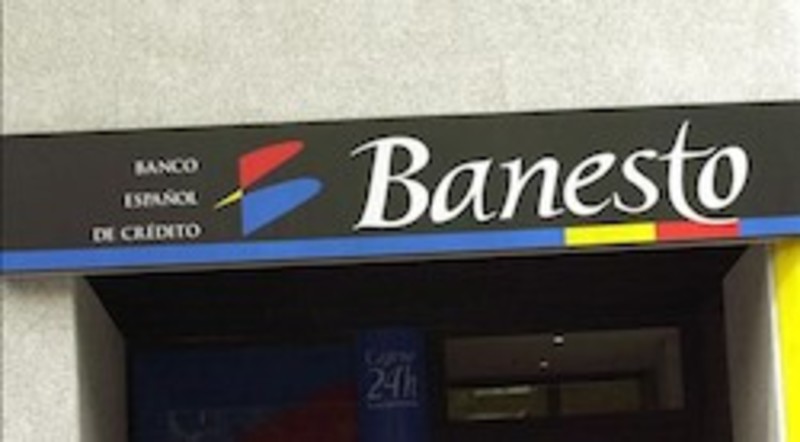 BANCO
ESPAÑOL
DE CRÉDITO
Banesto
Cajero
24h